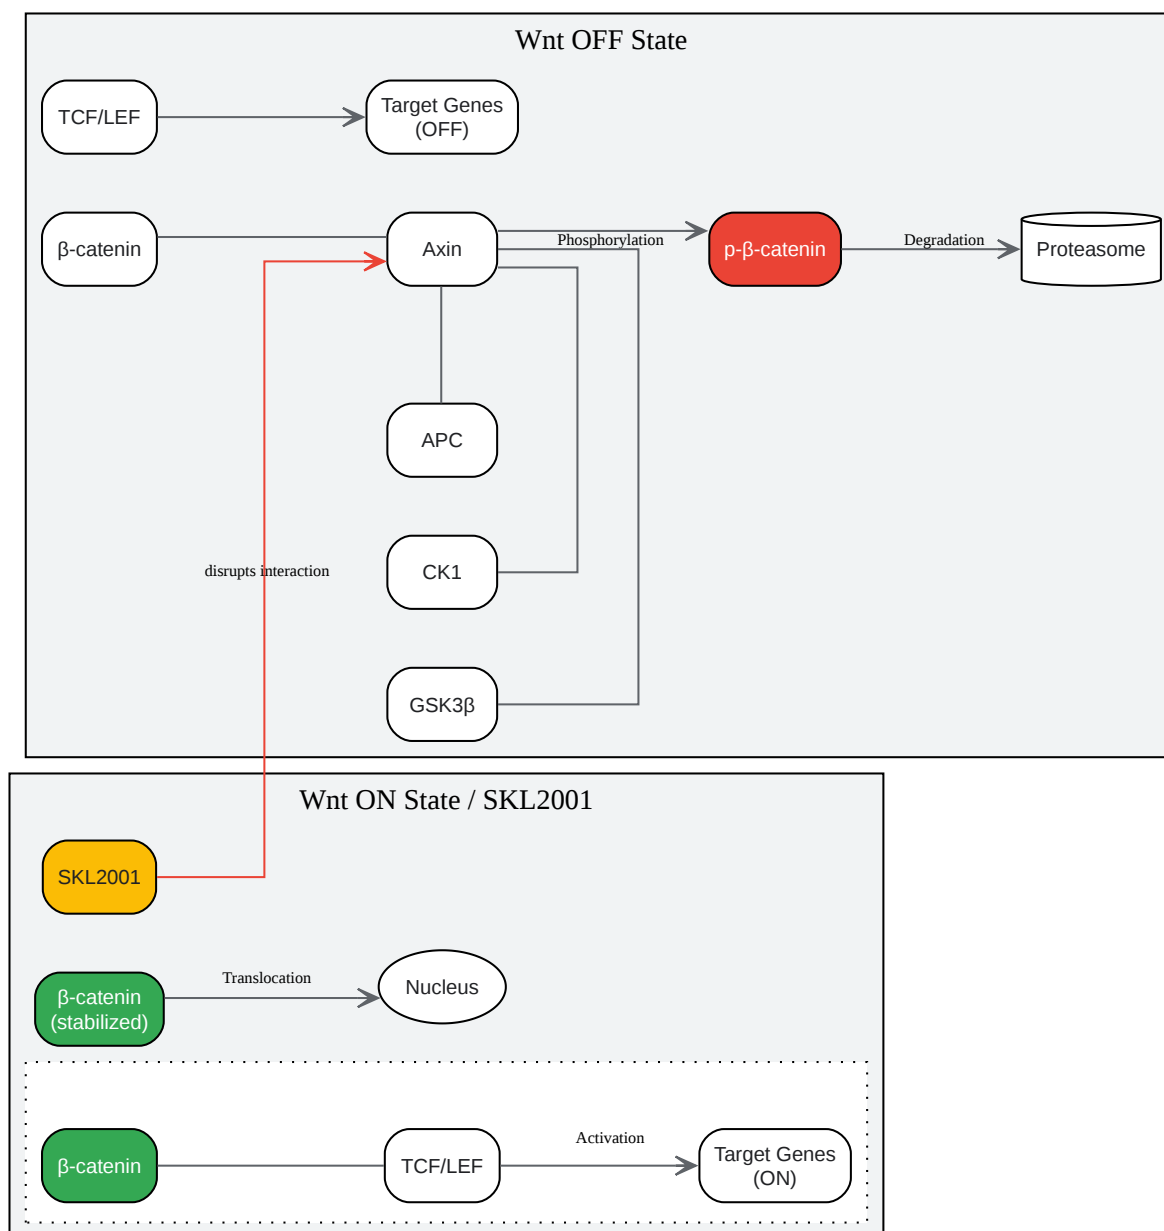 Wnt OFF State
TCF/LEF
Target Genes
(OFF)
β-catenin
Axin
Phosphorylation
p-β-catenin
Degradation
Proteasome
APC
disrupts interaction
CK1
GSK3β
Wnt ON State / SKL2001
SKL2001
β-catenin
(stabilized)
Translocation
Nucleus
β-catenin
TCF/LEF
Activation
Target Genes
(ON)